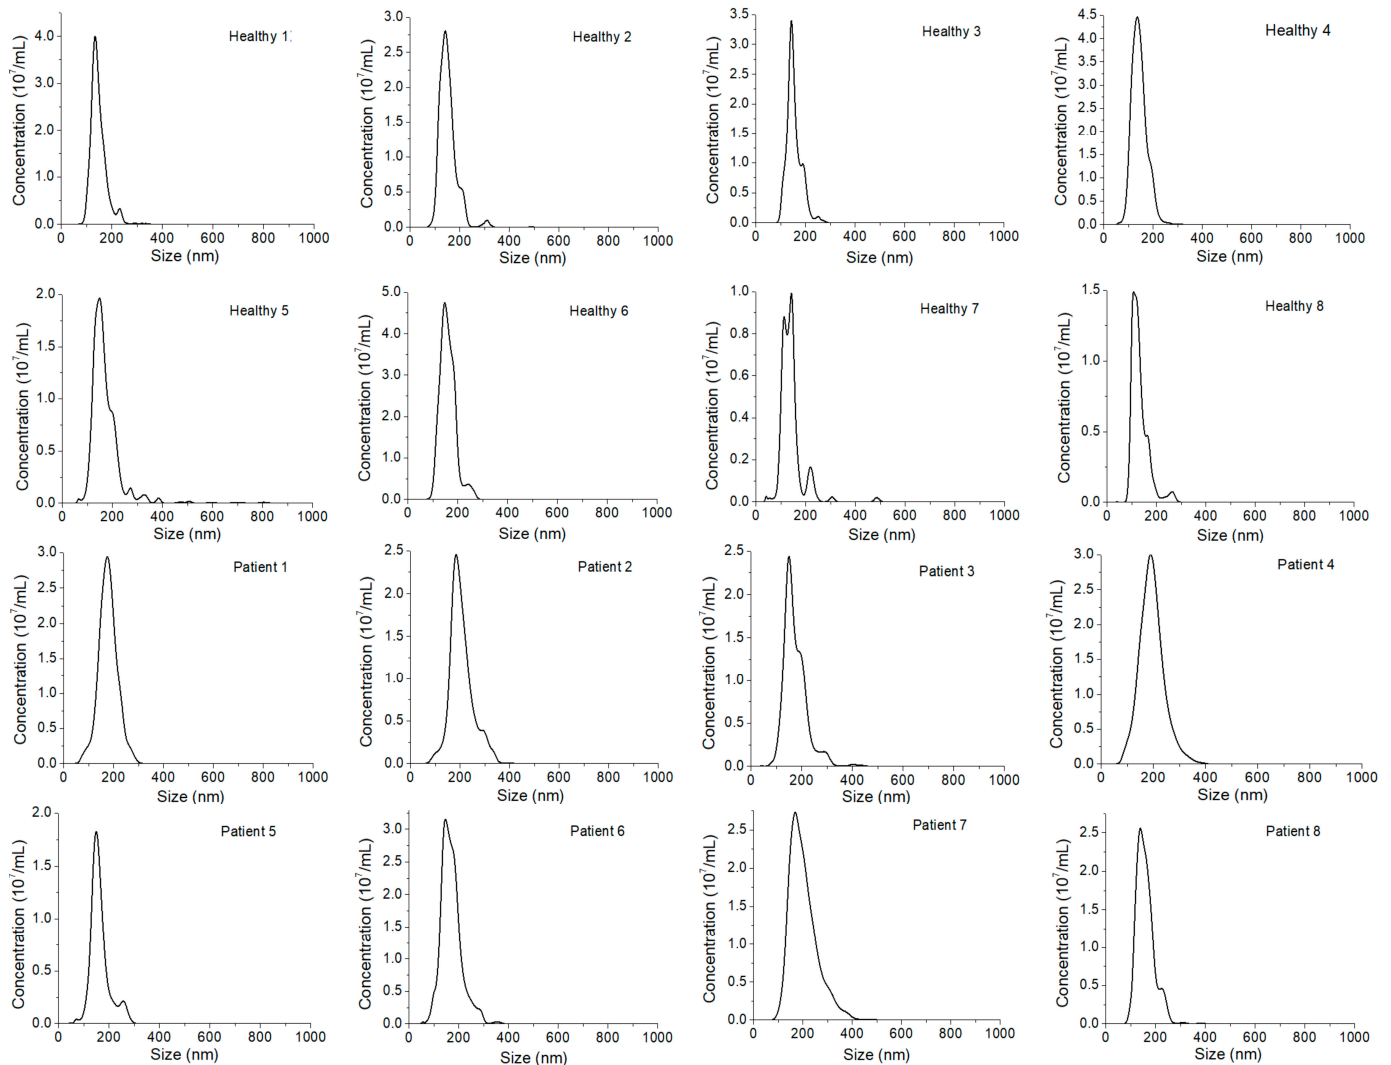 Healthy 1
Concentration (10⁷/mL)
4.0
3.0
2.0
1.0
0.0
0 200 400 600 800 1000
Size (nm)
Healthy 2
Concentration (10⁷/mL)
3.0
2.5
2.0
1.5
1.0
0.5
0.0
0 200 400 600 800 1000
Size (nm)
Healthy 3
Concentration (10⁷/mL)
3.5
3.0
2.5
2.0
1.5
1.0
0.5
0.0
0 200 400 600 800 1000
Size (nm)
Healthy 4
Concentration (10⁷/mL)
4.5
4.0
3.5
3.0
2.5
2.0
1.5
1.0
0.5
0.0
0 200 400 600 800 1000
Size (nm)
Healthy 5
Concentration (10⁷/mL)
2.0
1.5
1.0
0.5
0.0
0 200 400 600 800 1000
Size (nm)
Healthy 6
Concentration (10⁷/mL)
5.0
4.0
3.0
2.0
1.0
0.0
0 200 400 600 800 1000
Size (nm)
Healthy 7
Concentration (10⁷/mL)
1.0
0.8
0.6
0.4
0.2
0.0
0 200 400 600 800 1000
Size (nm)
Healthy 8
Concentration (10⁷/mL)
1.5
1.0
0.5
0.0
0 200 400 600 800 1000
Size (nm)
Patient 1
Concentration (10⁷/mL)
3.0
2.5
2.0
1.5
1.0
0.5
0.0
0 200 400 600 800 1000
Size (nm)
Patient 2
Concentration (10⁷/mL)
2.5
2.0
1.5
1.0
0.5
0.0
0 200 400 600 800 1000
Size (nm)
Patient 3
Concentration (10⁷/mL)
2.5
2.0
1.5
1.0
0.5
0.0
0 200 400 600 800 1000
Size (nm)
Patient 4
Concentration (10⁷/mL)
3.0
2.5
2.0
1.5
1.0
0.5
0.0
0 200 400 600 800 1000
Size (nm)
Patient 5
Concentration (10⁷/mL)
2.0
1.5
1.0
0.5
0.0
0 200 400 600 800 1000
Size (nm)
Patient 6
Concentration (10⁷/mL)
3.0
2.5
2.0
1.5
1.0
0.5
0.0
0 200 400 600 800 1000
Size (nm)
Patient 7
Concentration (10⁷/mL)
2.5
2.0
1.5
1.0
0.5
0.0
0 200 400 600 800 1000
Size (nm)
Patient 8
Concentration (10⁷/mL)
2.5
2.0
1.5
1.0
0.5
0.0
0 200 400 600 800 1000
Size (nm)